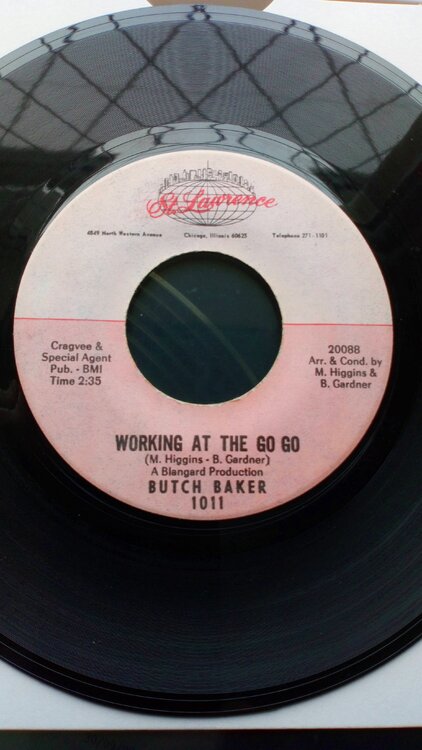 St. Lawrence
4849 North Western Avenue Chicago, Illinois 60625 Telephone 271-1101
Cragvee &
Special Agent
Pub. - BMI
Time 2:35
20088
Arr. & Cond. by
M. Higgins &
B. Gardner
WORKING AT THE GO GO
(M. Higgins - B. Gardner)
A Blangard Production
BUTCH BAKER
1011